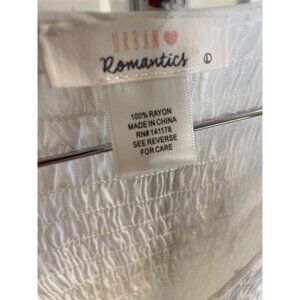 URBAN ♥
Romantics
L
100% RAYON
MADE IN CHINA
RN# 141178
SEE REVERSE
FOR CARE